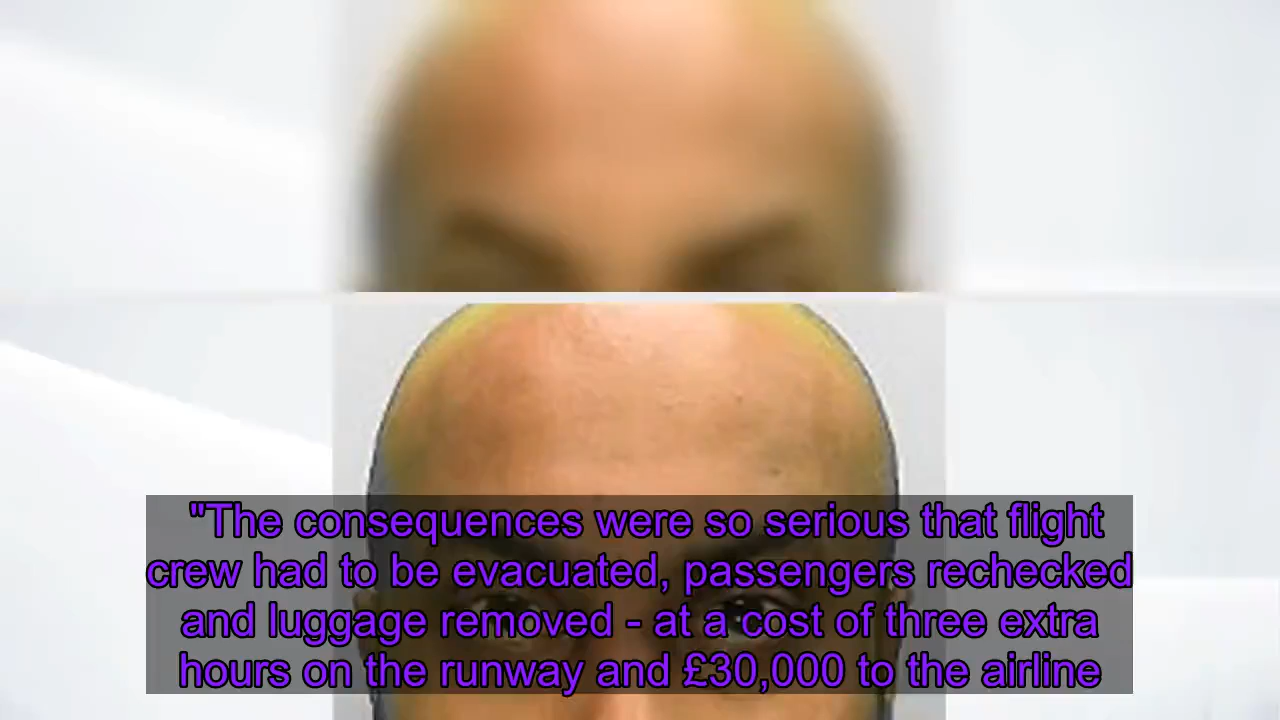 "The consequences were so serious that flight
crew had to be evacuated, passengers rechecked
and luggage removed - at a cost of three extra
hours on the runway and £30,000 to the airline